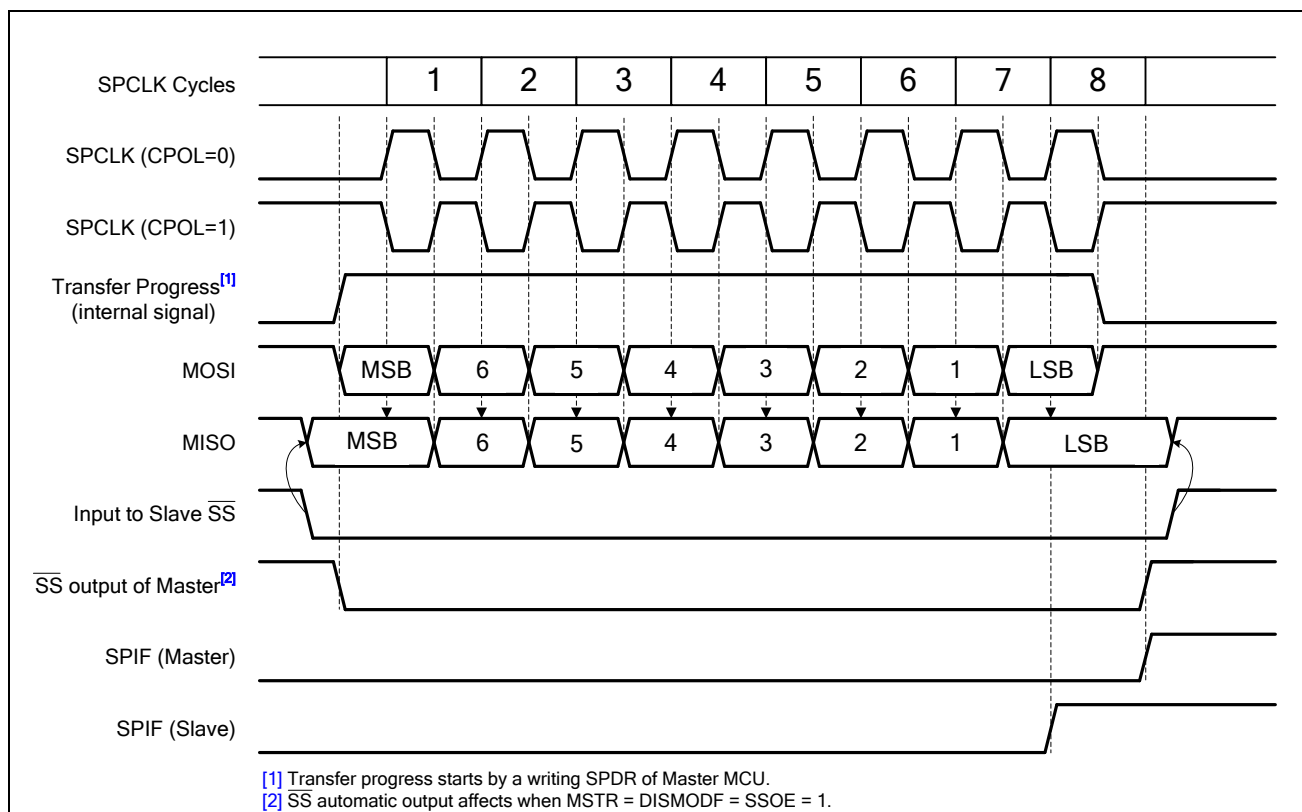 SPCLK Cycles 1 2 3 4 5 6 7 8
SPCLK (CPOL=0)
SPCLK (CPOL=1)
Transfer Progress[1]
(internal signal)
MOSI MSB 6 5 4 3 2 1 LSB
MISO MSB 6 5 4 3 2 1 LSB
Input to Slave SS
SS output of Master[2]
SPIF (Master)
SPIF (Slave)
[1] Transfer progress starts by a writing SPDR of Master MCU.
[2] SS automatic output affects when MSTR = DISMODF = SSOE = 1.